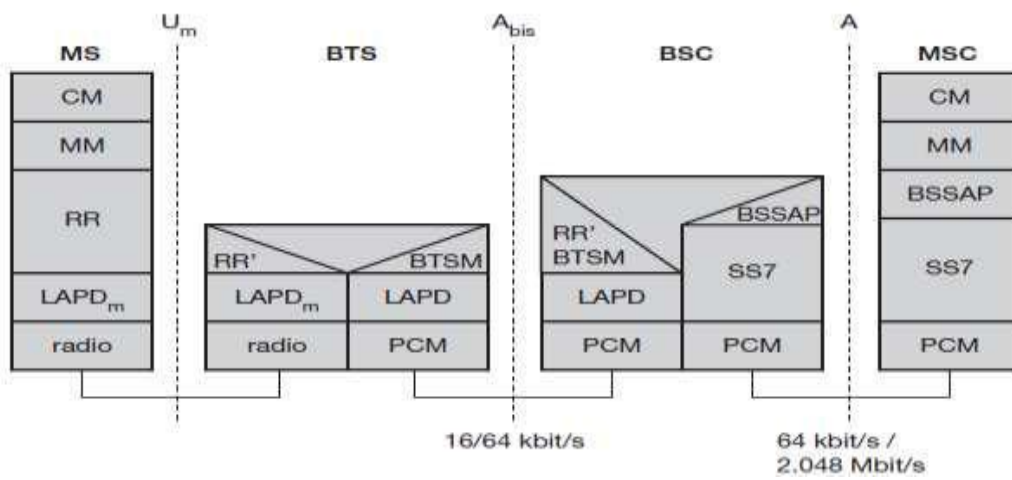 Um Abis A
MS BTS BSC MSC
CM CM
MM MM
RR BSSAP
RR' BTSM RR' BTSM BSSAP SS7 SS7
LAPDm LAPDm LAPD LAPD
radio radio PCM PCM PCM PCM
16/64 kbit/s 64 kbit/s /
2.048 Mbit/s